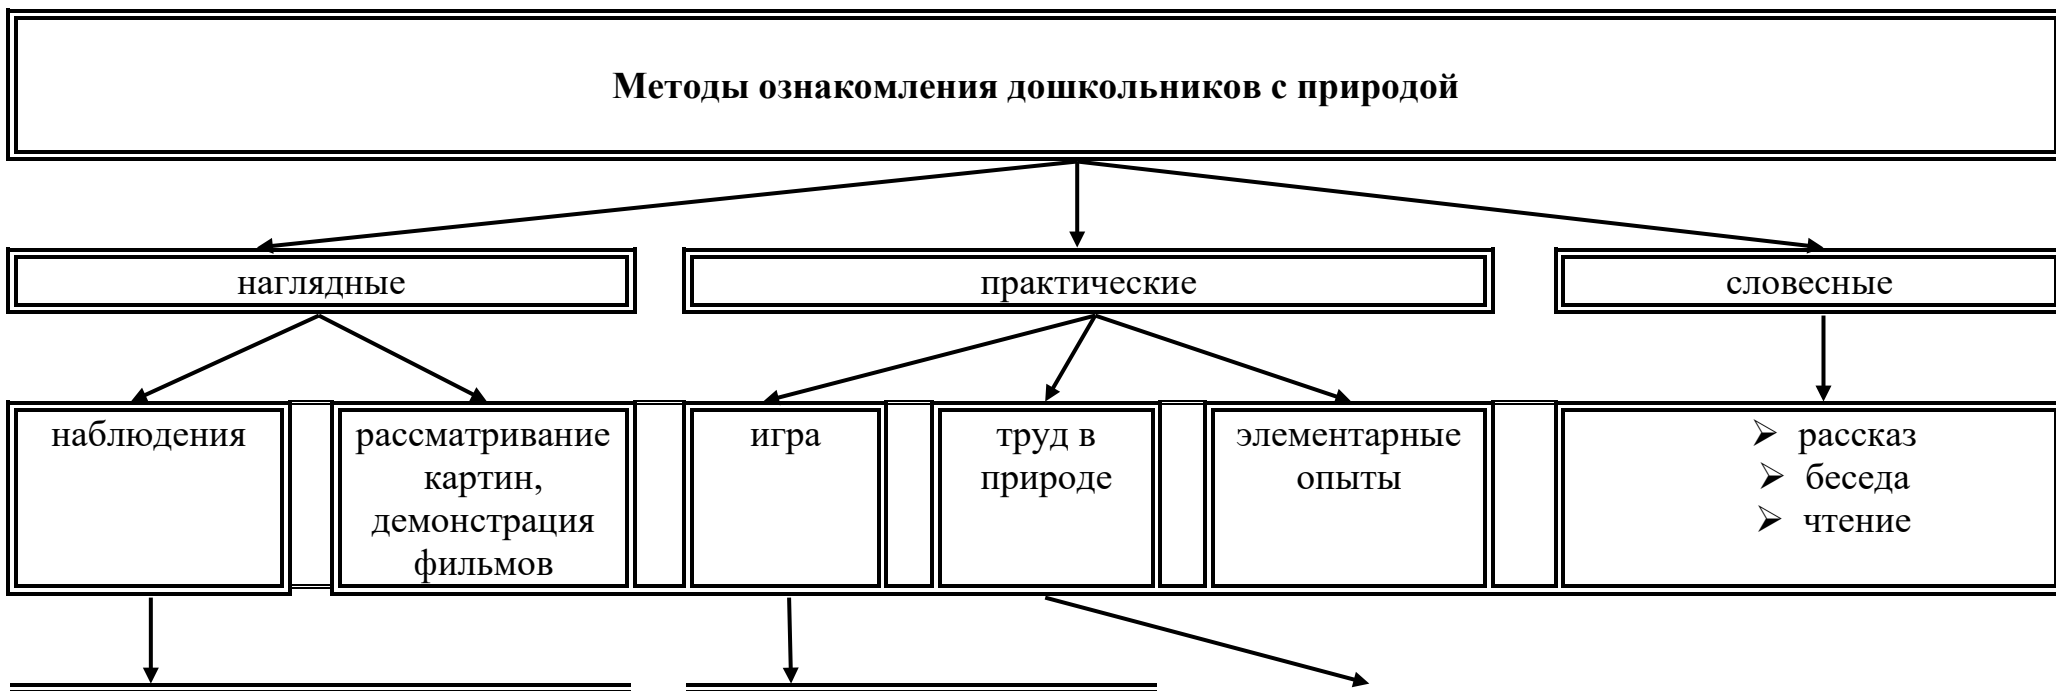 Методы ознакомления дошкольников с природой
наглядные
практические
словесные
наблюдения
рассматривание
картин,
демонстрация
фильмов
игра
труд в
природе
элементарные
опыты
➢ рассказ
➢ беседа
➢ чтение